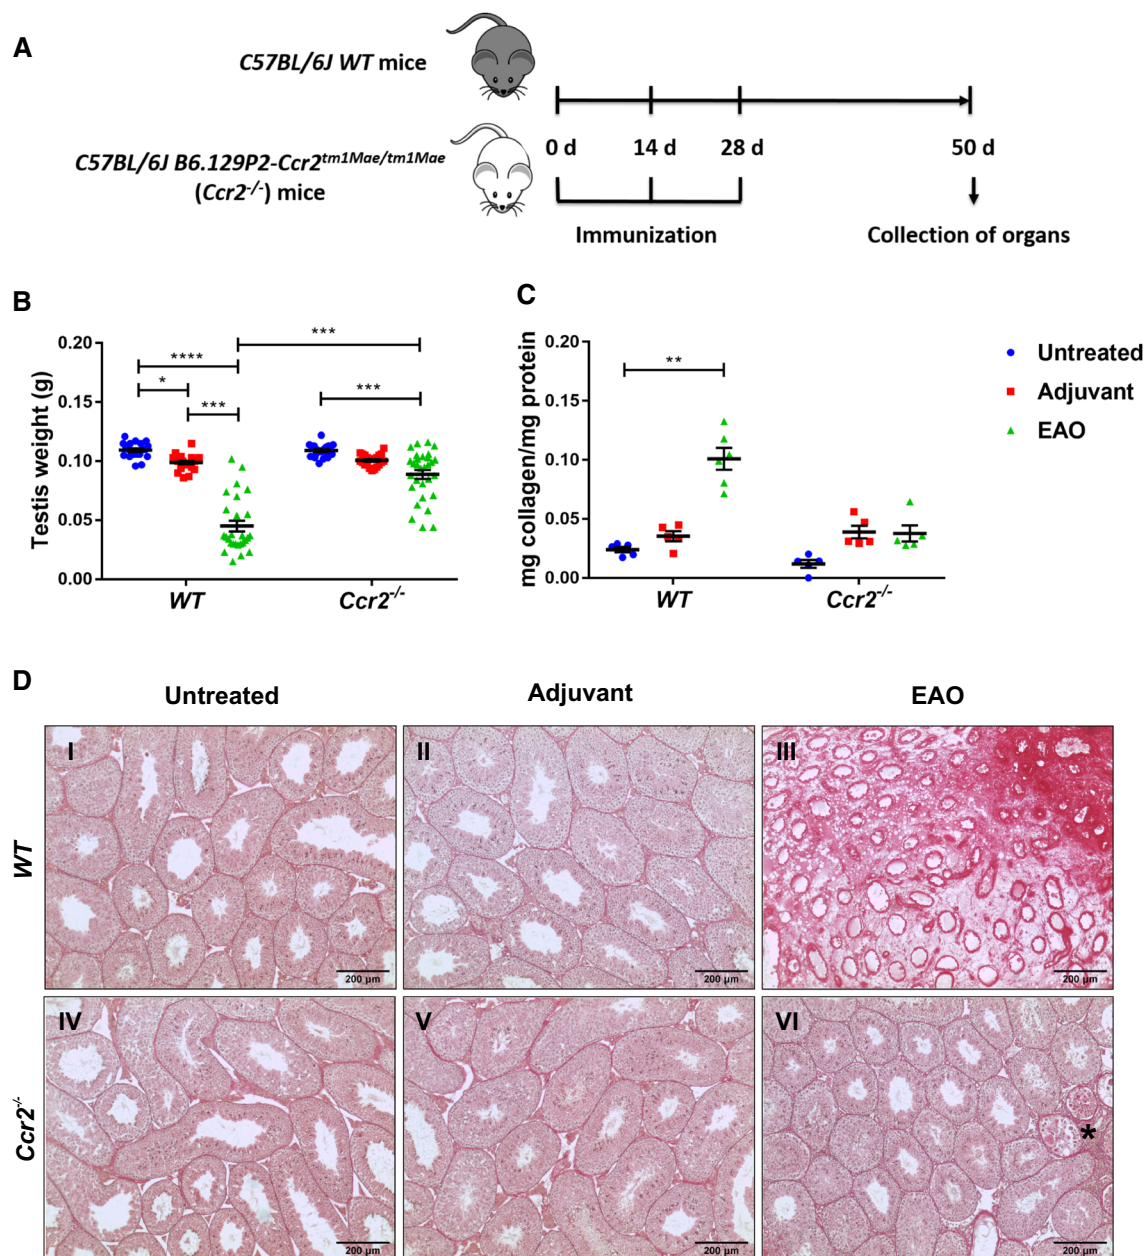 A
C57BL/6J WT mice
C57BL/6J B6.129P2-Ccr2tm1Mae/tm1Mae
(Ccr2-/-) mice
0 d 14 d 28 d 50 d
Immunization
Collection of organs
B
Testis weight (g)
0.20
0.15
0.10
0.05
0.00
***
****
*
***
***
WT
Ccr2-/-
C
mg collagen/mg protein
0.20
0.15
0.10
0.05
0.00
**
WT
Ccr2-/-
Untreated
Adjuvant
EAO
D
Untreated
Adjuvant
EAO
WT
I
200 µm
II
200 µm
III
200 µm
Ccr2-/-
IV
200 µm
V
200 µm
VI
*
200 µm